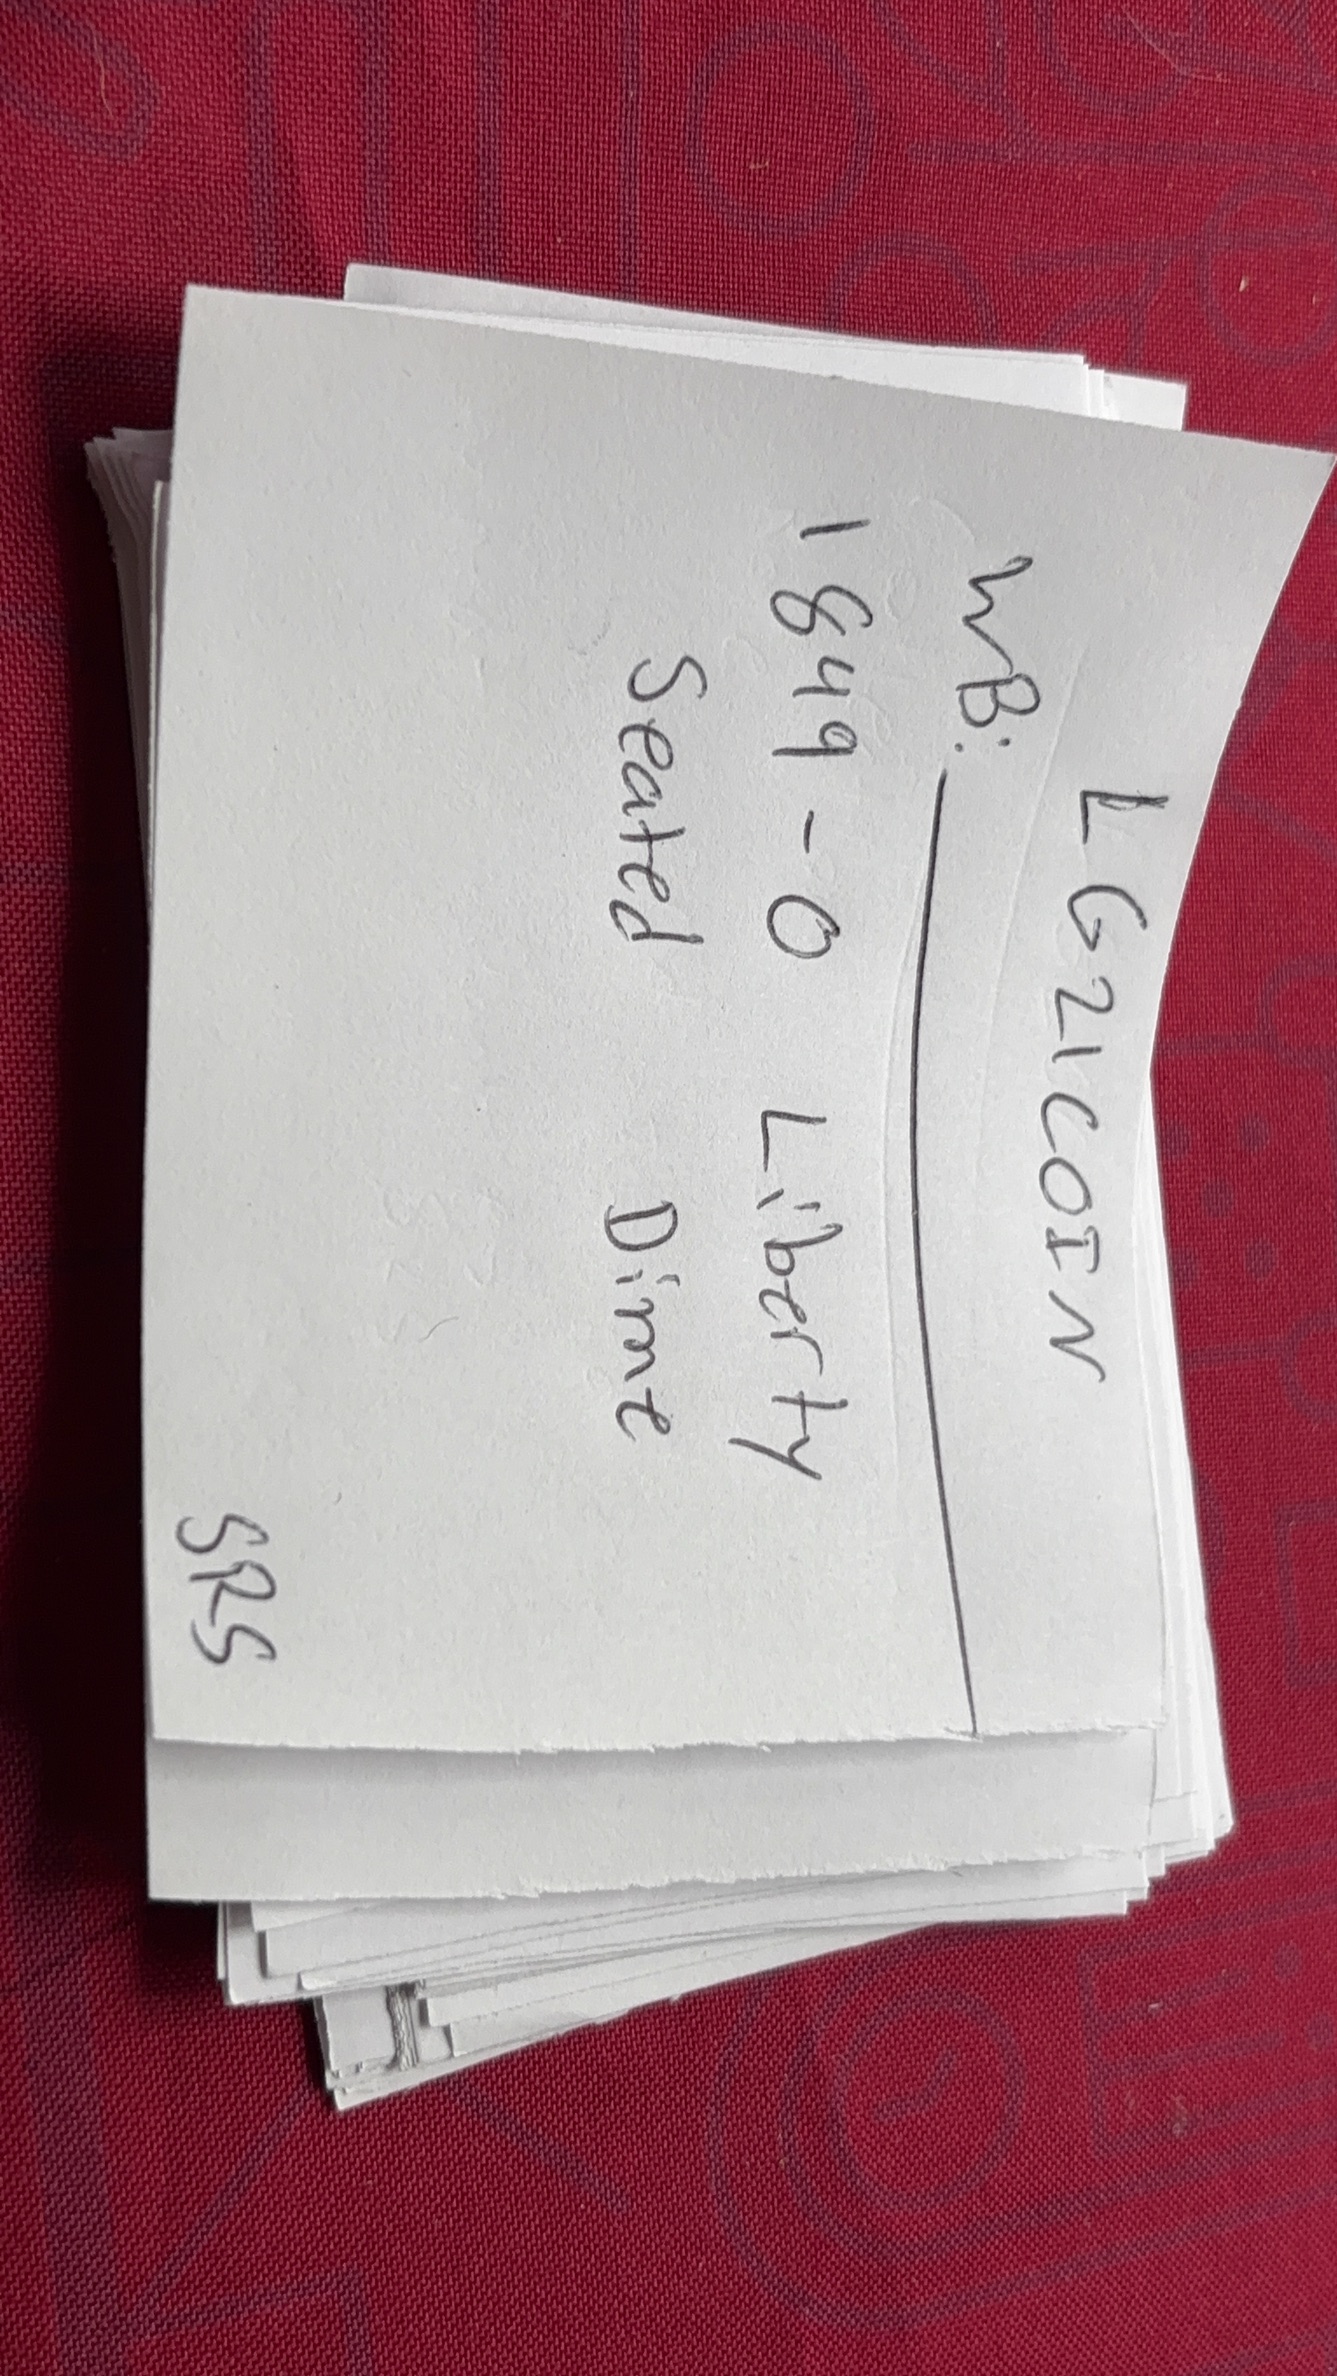 LG21COIN
WB:
1849-O Liberty
Seated Dime
SRS